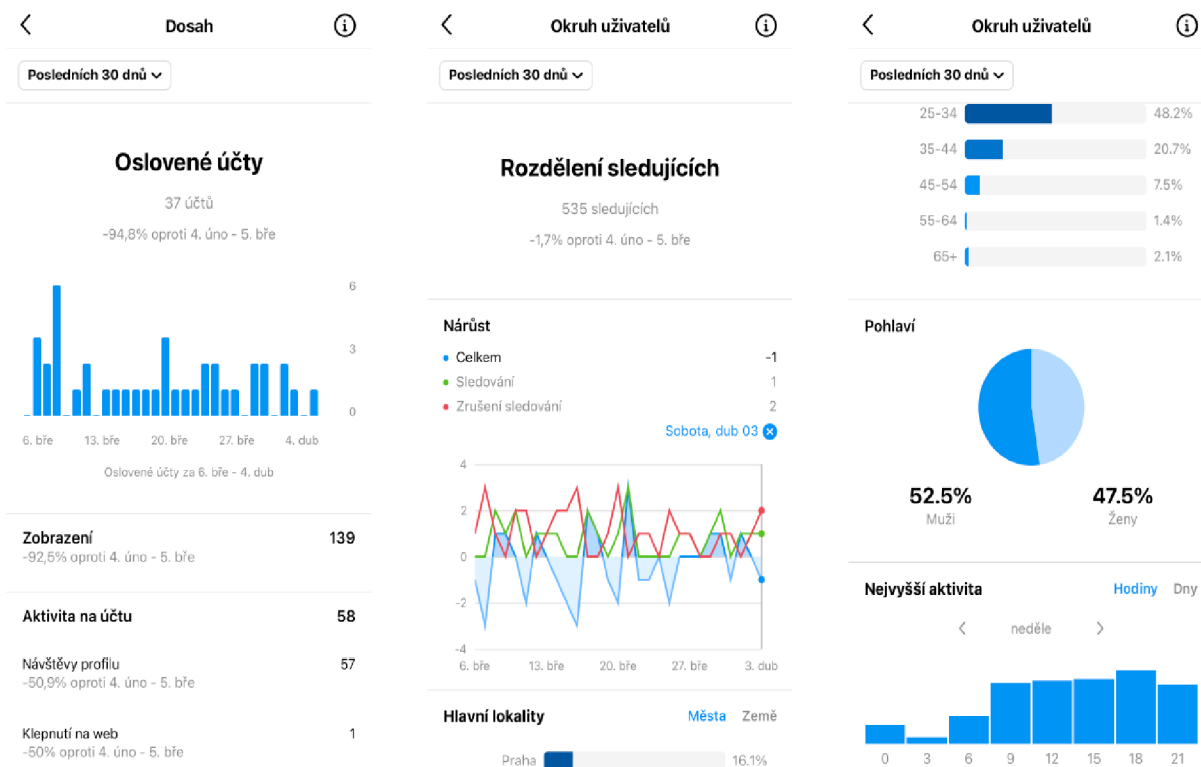 Dosah
Posledních 30 dnů
Oslovené účty
37 účtů
-94,8% oproti 4. úno - 5. bře
6
3
0
6. bře 13. bře 20. bře 27. bře 4. dub
Oslovené účty za 6. bře - 4. dub
Zobrazení 139
-92,5% oproti 4. úno - 5. bře
Aktivita na účtu 58
Návštěvy profilu 57
-50,9% oproti 4. úno - 5. bře
Klepnutí na web 1
-50% oproti 4. úno - 5. bře
Okruh uživatelů
Posledních 30 dnů
Rozdělení sledujících
535 sledujících
-1,7% oproti 4. úno - 5. bře
Nárůst
Celkem -1
Sledování 1
Zrušení sledování 2
Sobota, dub 03
4
2
0
-2
-4
6. bře 13. bře 20. bře 27. bře 3. dub
Hlavní lokality Města Země
Praha 16.1%
Okruh uživatelů
Posledních 30 dnů
25-34 48.2%
35-44 20.7%
45-54 7.5%
55-64 1.4%
65+ 2.1%
Pohlaví
52.5% 47.5%
Muži Ženy
Nejvyšší aktivita Hodiny Dny
neděle
0 3 6 9 12 15 18 21